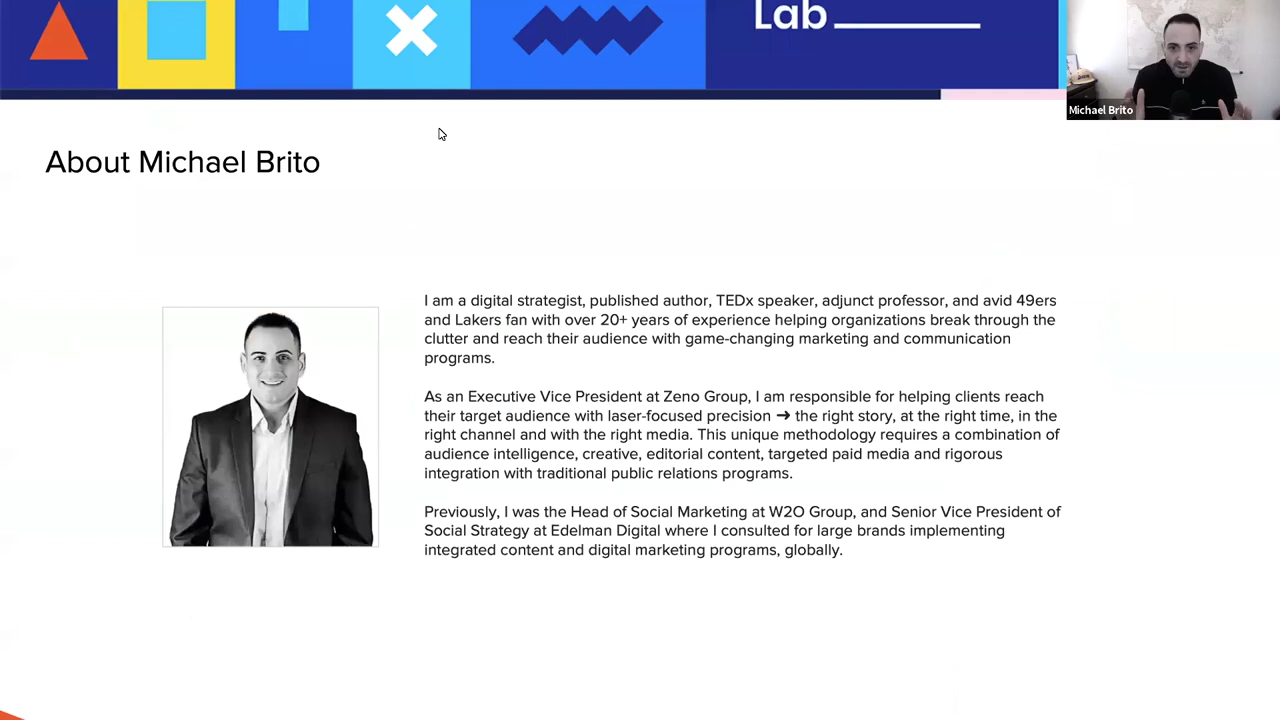 Lab
Michael Brito
About Michael Brito
I am a digital strategist, published author, TEDx speaker, adjunct professor, and avid 49ers
and Lakers fan with over 20+ years of experience helping organizations break through the
clutter and reach their audience with game-changing marketing and communication
programs.
As an Executive Vice President at Zeno Group, I am responsible for helping clients reach
their target audience with laser-focused precision ➜ the right story, at the right time, in the
right channel and with the right media. This unique methodology requires a combination of
audience intelligence, creative, editorial content, targeted paid media and rigorous
integration with traditional public relations programs.
Previously, I was the Head of Social Marketing at W2O Group, and Senior Vice President of
Social Strategy at Edelman Digital where I consulted for large brands implementing
integrated content and digital marketing programs, globally.